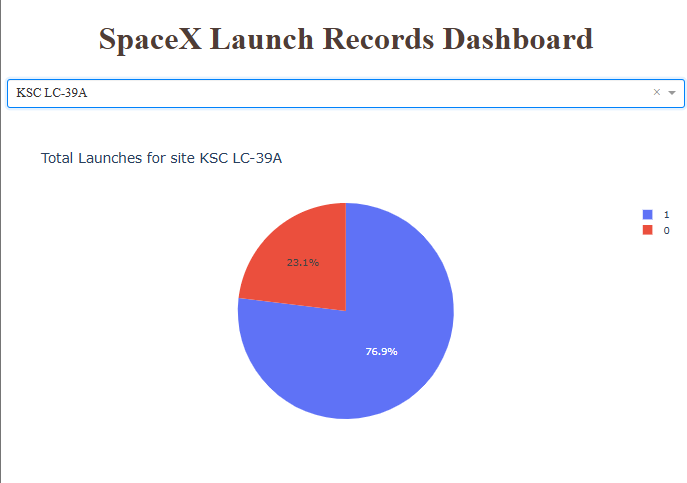 SpaceX Launch Records Dashboard
KSC LC-39A
Total Launches for site KSC LC-39A
1
0
23.1%
76.9%